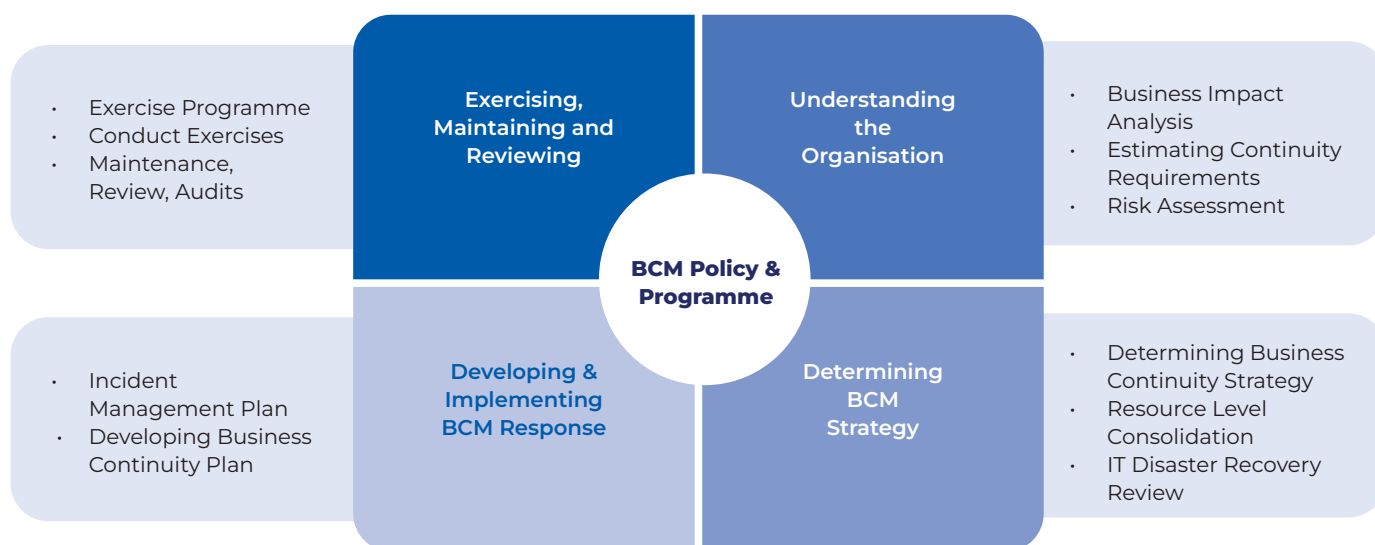 • Exercise Programme
• Conduct Exercises
• Maintenance,
Review, Audits
Exercising,
Maintaining and
Reviewing
Understanding
the
Organisation
• Business Impact
Analysis
• Estimating Continuity
Requirements
• Risk Assessment
BCM Policy &
Programme
• Incident
Management Plan
• Developing Business
Continuity Plan
Developing &
Implementing
BCM Response
Determining
BCM
Strategy
• Determining Business
Continuity Strategy
• Resource Level
Consolidation
• IT Disaster Recovery
Review